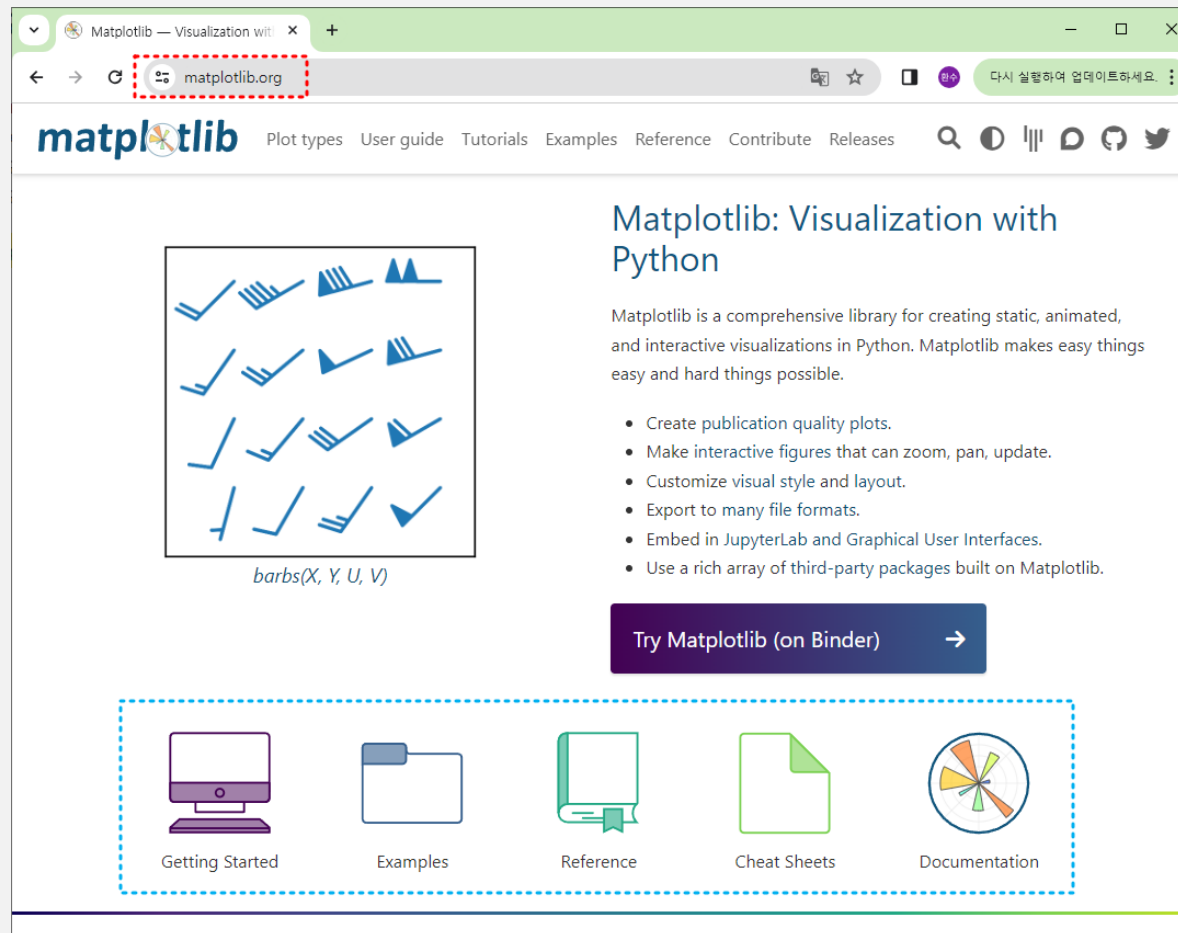 Matplotlib — Visualization wit
matplotlib.org
환수
다시 실행하여 업데이트하세요.
matplotlib Plot types User guide Tutorials Examples Reference Contribute Releases
Matplotlib: Visualization with
Python
Matplotlib is a comprehensive library for creating static, animated,
and interactive visualizations in Python. Matplotlib makes easy things
easy and hard things possible.
Create publication quality plots.
Make interactive figures that can zoom, pan, update.
Customize visual style and layout.
Export to many file formats.
Embed in JupyterLab and Graphical User Interfaces.
Use a rich array of third-party packages built on Matplotlib.
barbs(X, Y, U, V)
Try Matplotlib (on Binder)
Getting Started Examples Reference Cheat Sheets Documentation